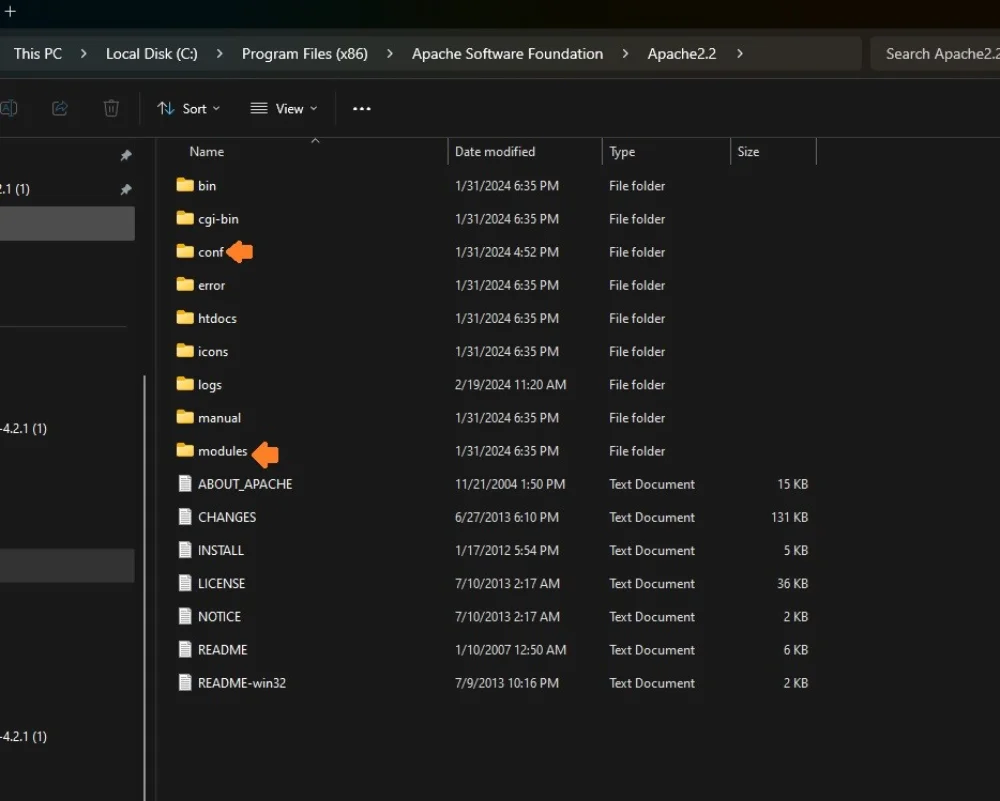 This PC > Local Disk (C:) > Program Files (x86) > Apache Software Foundation > Apache2.2 > Search Apache2.2
Sort View
Name Date modified Type Size
2.1 (1)
bin 1/31/2024 6:35 PM File folder
cgi-bin 1/31/2024 6:35 PM File folder
conf 1/31/2024 4:52 PM File folder
error 1/31/2024 6:35 PM File folder
htdocs 1/31/2024 6:35 PM File folder
icons 1/31/2024 6:35 PM File folder
logs 2/19/2024 11:20 AM File folder
-4.2.1 (1)
manual 1/31/2024 6:35 PM File folder
modules 1/31/2024 6:35 PM File folder
ABOUT_APACHE 11/21/2004 1:50 PM Text Document 15 KB
CHANGES 6/27/2013 6:10 PM Text Document 131 KB
INSTALL 1/17/2012 5:54 PM Text Document 5 KB
LICENSE 7/10/2013 2:17 AM Text Document 36 KB
NOTICE 7/10/2013 2:17 AM Text Document 2 KB
README 1/10/2007 12:50 AM Text Document 6 KB
README-win32 7/9/2013 10:16 PM Text Document 2 KB
-4.2.1 (1)